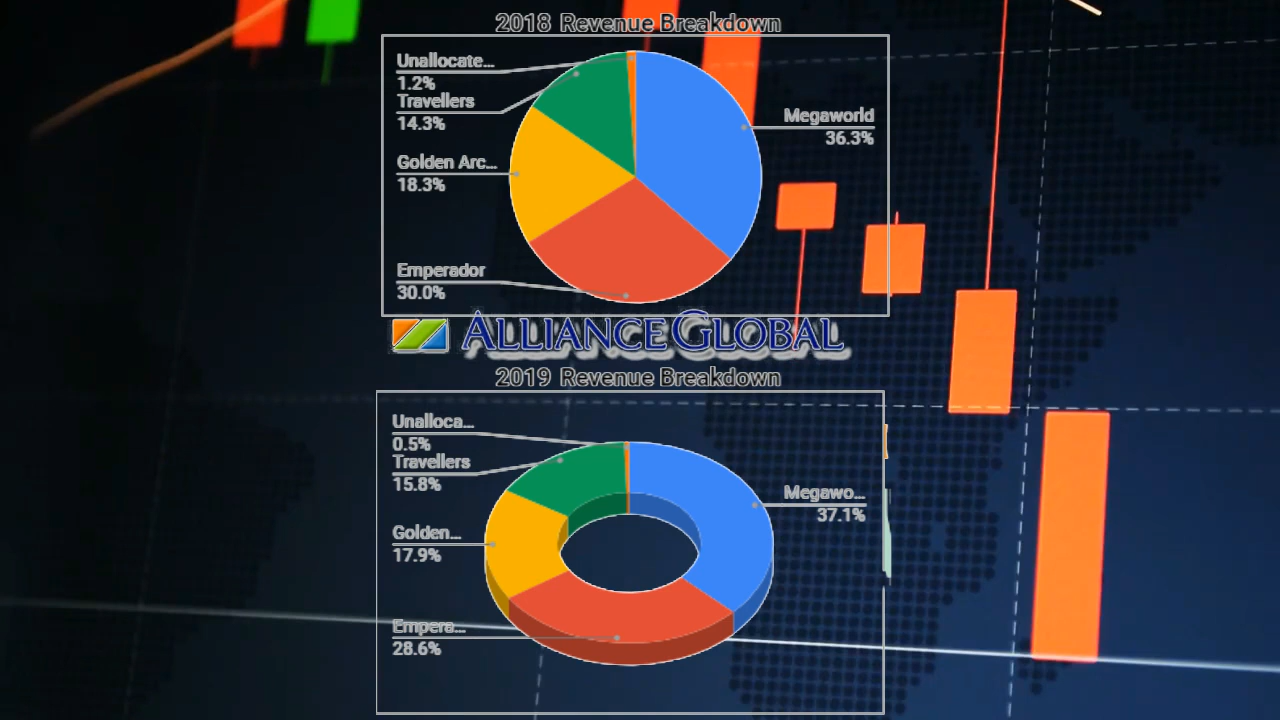 2018 Revenue Breakdown
Unallocate...
1.2%
Travellers
14.3%
Megaworld
36.3%
Golden Arc...
18.3%
Emperador
30.0%
ALLIANCE GLOBAL
2019 Revenue Breakdown
Unalloca...
0.5%
Travellers
15.8%
Megawo...
37.1%
Golden...
17.9%
Empera...
28.6%